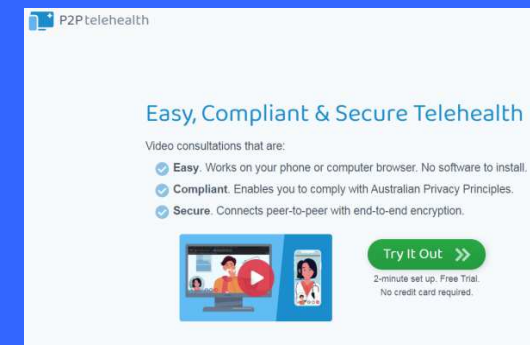 P2Ptelehealth
Easy, Compliant & Secure Telehealth
Video consultations that are:
Easy. Works on your phone or computer browser. No software to install.
Compliant. Enables you to comply with Australian Privacy Principles.
Secure. Connects peer-to-peer with end-to-end encryption.
Try It Out
2-minute set up. Free Trial.
No credit card required.